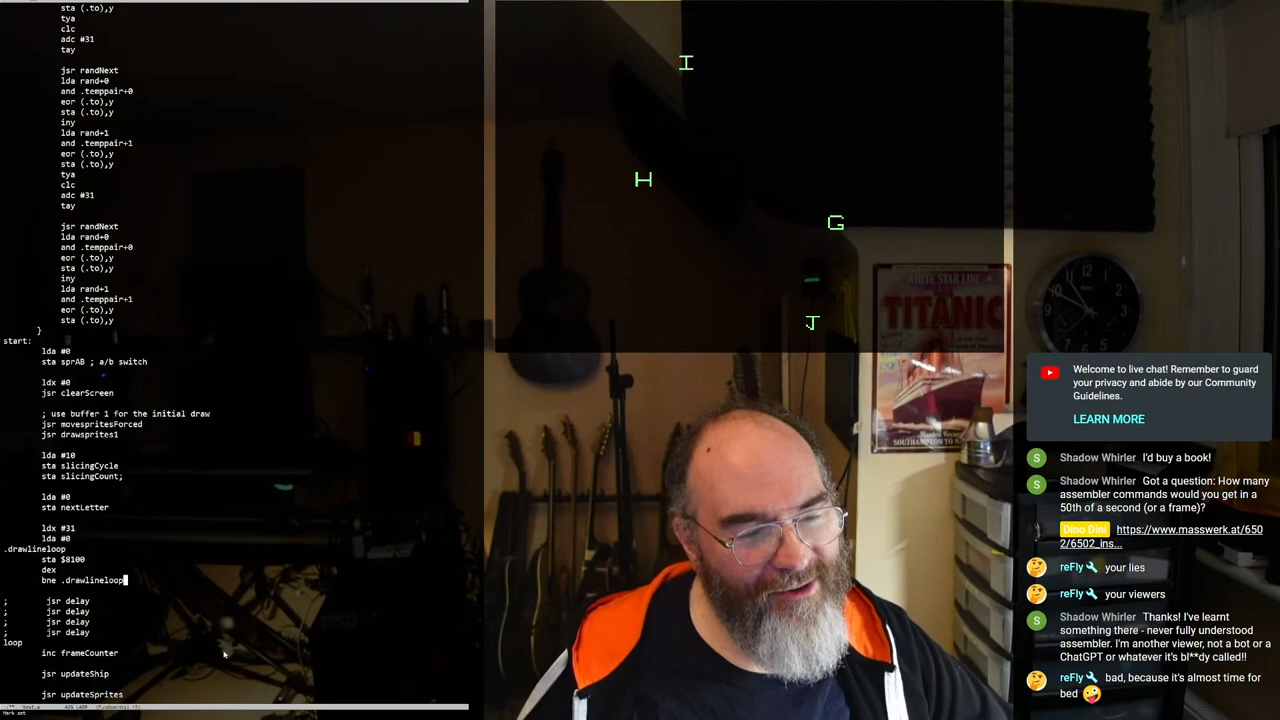 sta (.to),y
tya
clc
adc #31
tay
jsr randNext
lda rand+0
and .temppair+0
eor (.to),y
sta (.to),y
iny
lda rand+1
and .temppair+1
eor (.to),y
sta (.to),y
tya
clc
adc #31
tay
jsr randNext
lda rand+0
and .temppair+0
eor (.to),y
sta (.to),y
iny
lda rand+1
and .temppair+1
eor (.to),y
sta (.to),y
}
start:
lda #0
sta sprAB ; a/b switch
ldx #0
jsr clearScreen
; use buffer 1 for the initial draw
jsr movespritesForced
jsr drawsprites1
lda #10
sta slicingCycle
sta slicingCount;
lda #0
sta nextLetter
ldx #31
lda #0
.drawlineloop
sta $8100
dex
bne .drawlineloop
; jsr delay
; jsr delay
; jsr delay
; jsr delay
loop
inc frameCounter
jsr updateShip
jsr updateSprites
Mark set
I
H
G
J
WHITE STAR LINE
TITANIC
Welcome to live chat! Remember to guard
your privacy and abide by our Community
Guidelines.
LEARN MORE
S Shadow Whirler I'd buy a book!
S Shadow Whirler Got a question: How many
assembler commands would you get in a
50th of a second (or a frame)?
Dino Dini https://www.masswerk.at/650
2/6502_ins...
reFly your lies
reFly your viewers
S Shadow Whirler Thanks! I've learnt
something there - never fully understood
assembler. I'm another viewer, not a bot or a
ChatGPT or whatever it's bl**dy called!!
reFly bad, because it's almost time for
bed